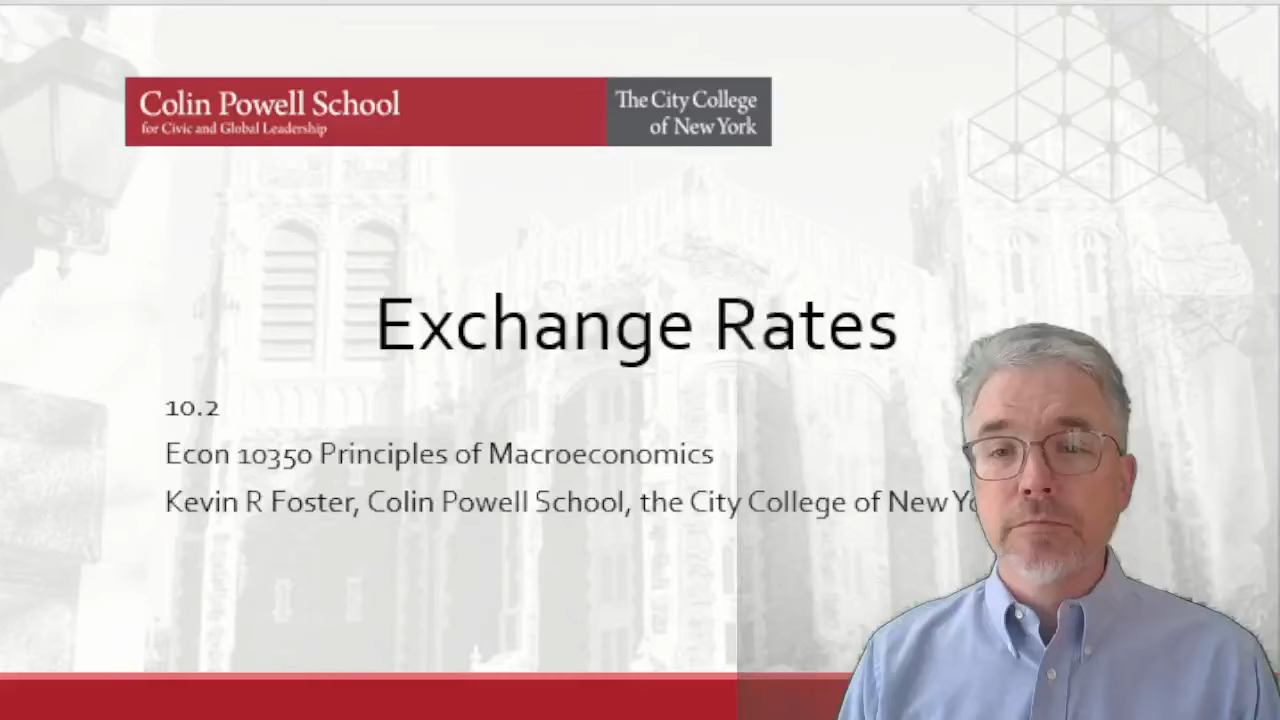 Colin Powell School
for Civic and Global Leadership
The City College
of New York
Exchange Rates
10.2
Econ 10350 Principles of Macroeconomics
Kevin R Foster, Colin Powell School, the City College of New Yo